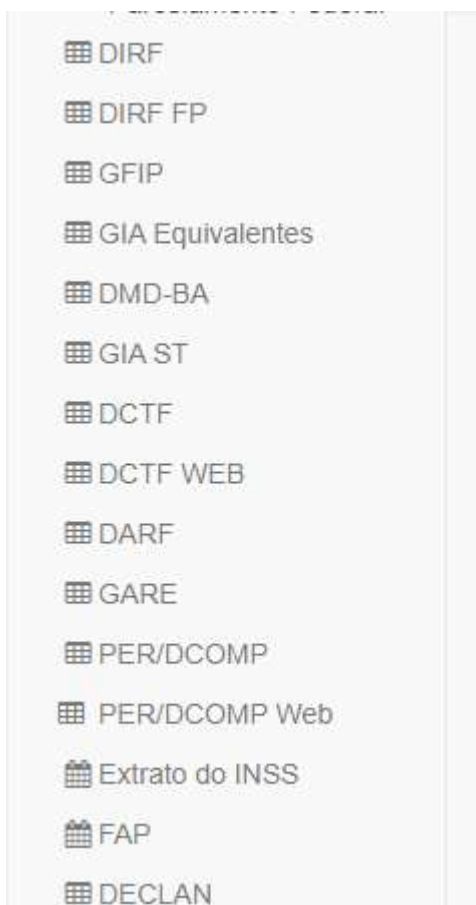 DIRF
DIRF FP
GFIP
GIA Equivalentes
DMD-BA
GIA ST
DCTF
DCTF WEB
DARF
GARE
PER/DCOMP
PER/DCOMP Web
Extrato do INSS
FAP
DECLAN